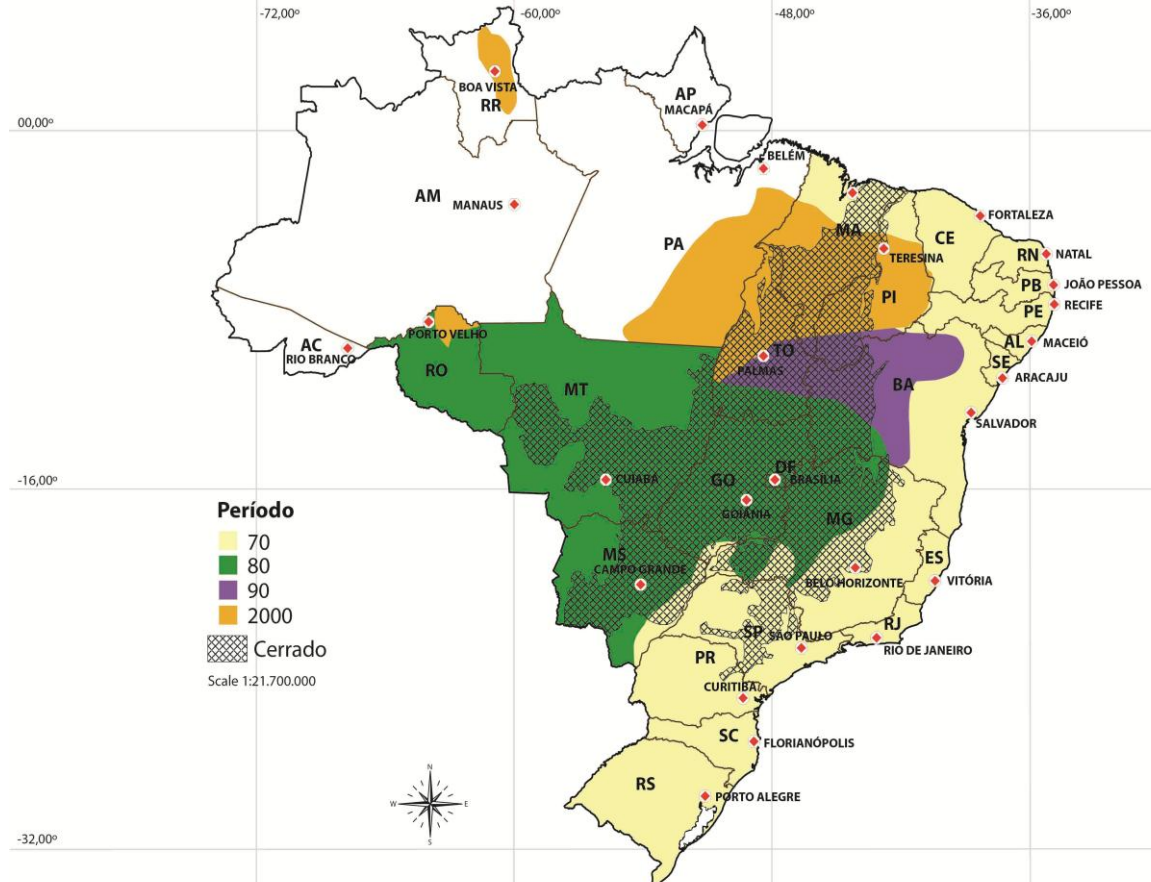 -72,00º
-60,00º
-48,00º
-36,00º
BOA VISTA
RR
AP
MACAPÁ
00,00º
BELÉM
AM
MANAUS
PA
MA
CE
FORTALEZA
TERESINA
RN
NATAL
PI
PB
JOÃO PESSOA
PE
RECIFE
PORTO VELHO
AC
RIO BRANCO
RO
MT
TO
PALMAS
BA
AL
MACEIÓ
SE
ARACAJU
SALVADOR
-16,00º
CUIABÁ
GO
DF
BRASÍLIA
GOIÂNIA
MG
Período
70
80
90
2000
Cerrado
Scale 1:21.700.000
MS
CAMPO GRANDE
BELO HORIZONTE
ES
VITÓRIA
SP
SÃO PAULO
RJ
RIO DE JANEIRO
PR
CURITIBA
SC
FLORIANÓPOLIS
RS
PORTO ALEGRE
N
W
E
S
-32,00º